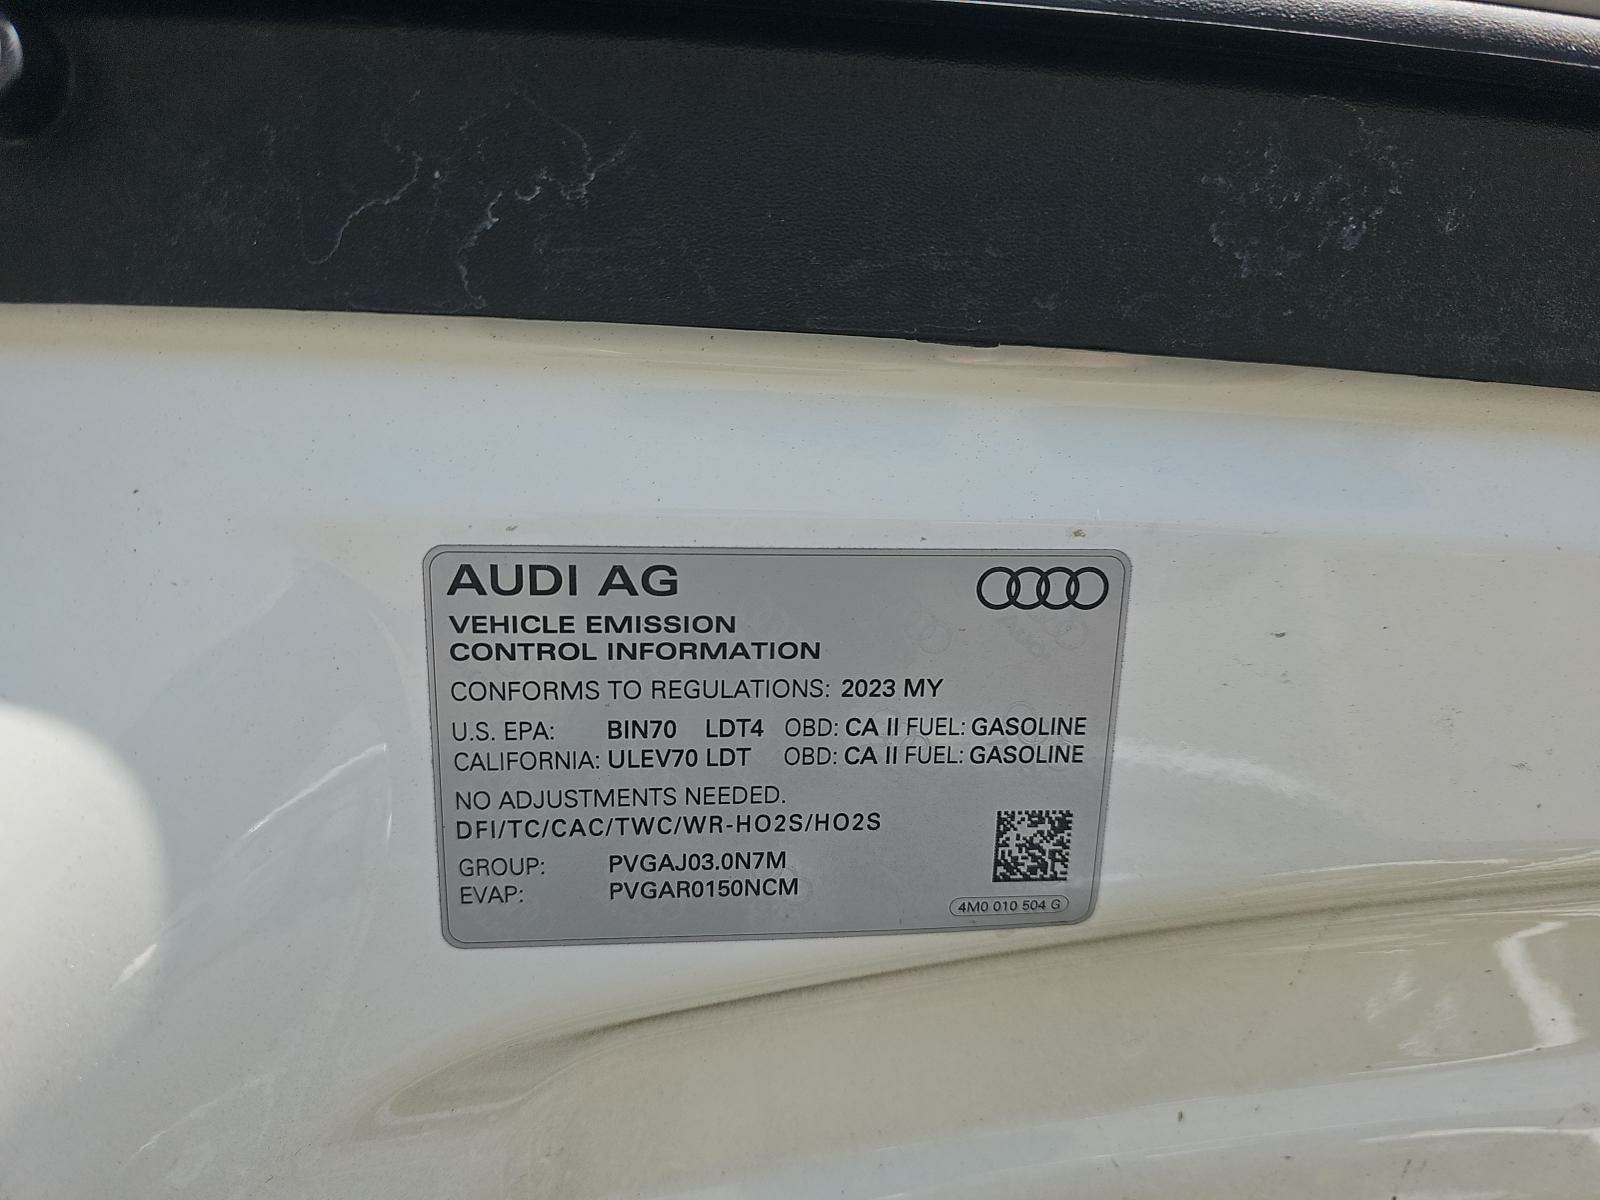 AUDI AG
VEHICLE EMISSION
CONTROL INFORMATION
CONFORMS TO REGULATIONS: 2023 MY
U.S. EPA: BIN70 LDT4 OBD: CA II FUEL: GASOLINE
CALIFORNIA: ULEV70 LDT OBD: CA II FUEL: GASOLINE
NO ADJUSTMENTS NEEDED.
DFI/TC/CAC/TWC/WR-HO2S/HO2S
GROUP: PVGAJ03.0N7M
EVAP: PVGAR0150NCM
4M0 010 504 G